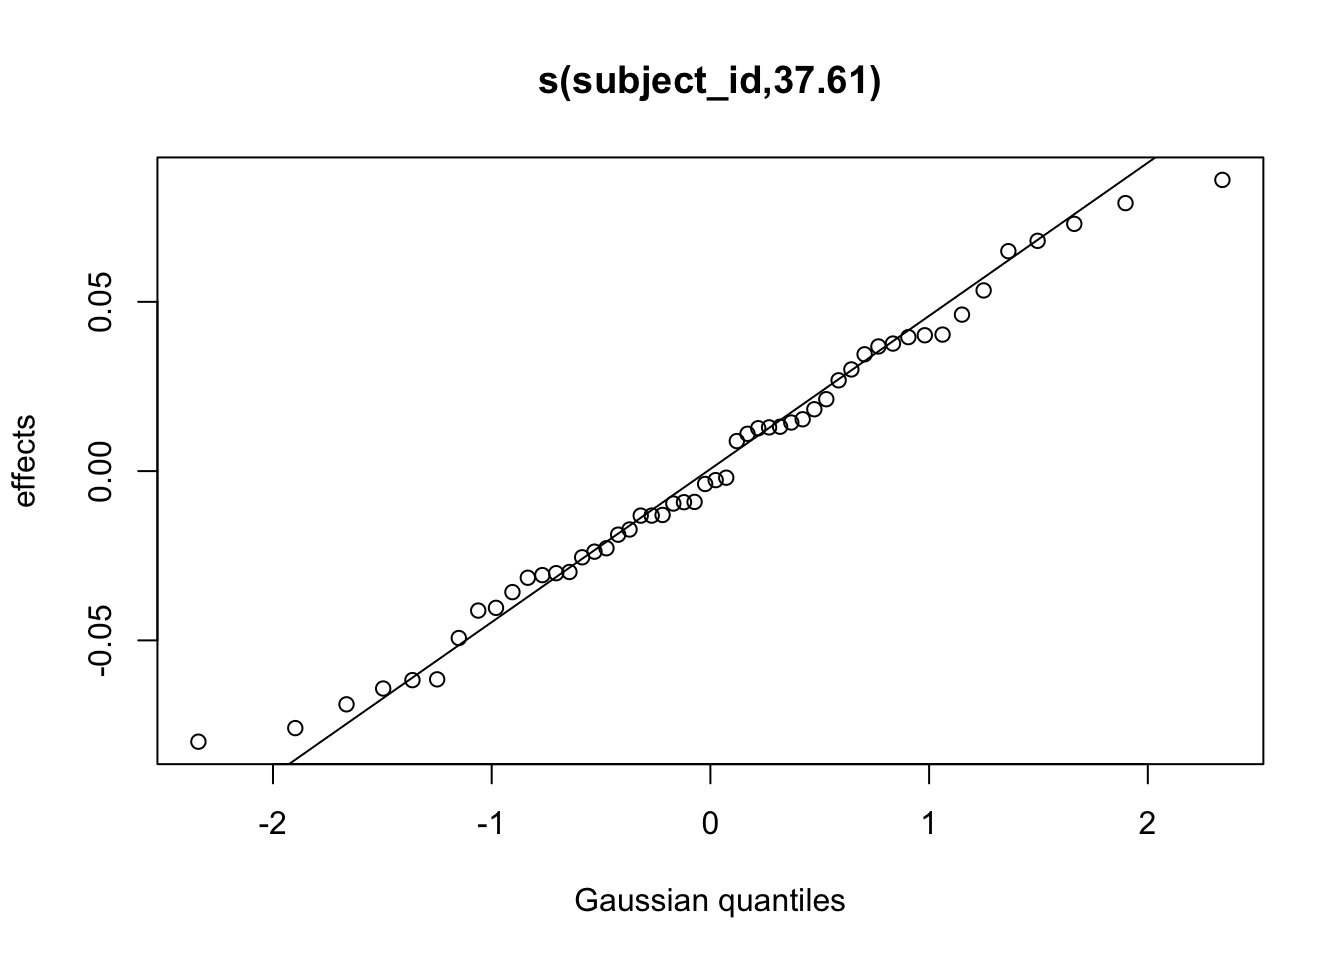 s(subject_id,37.61)
effects
0.05
0.00
-0.05
-2
-1
0
1
2
Gaussian quantiles